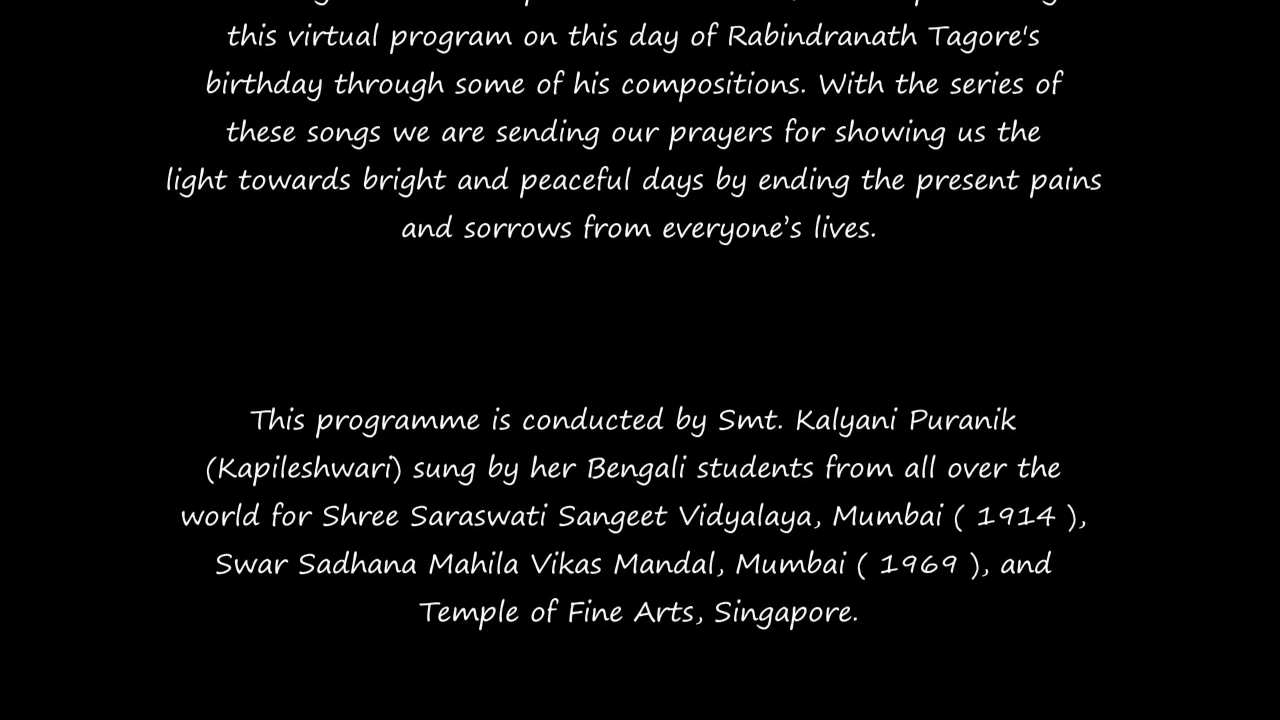 this virtual program on this day of Rabindranath Tagore's
birthday through some of his compositions. With the series of
these songs we are sending our prayers for showing us the
light towards bright and peaceful days by ending the present pains
and sorrows from everyone’s lives.
This programme is conducted by Smt. Kalyani Puranik
(Kapileshwari) sung by her Bengali students from all over the
world for Shree Saraswati Sangeet Vidyalaya, Mumbai ( 1914 ),
Swar Sadhana Mahila Vikas Mandal, Mumbai ( 1969 ), and
Temple of Fine Arts, Singapore.